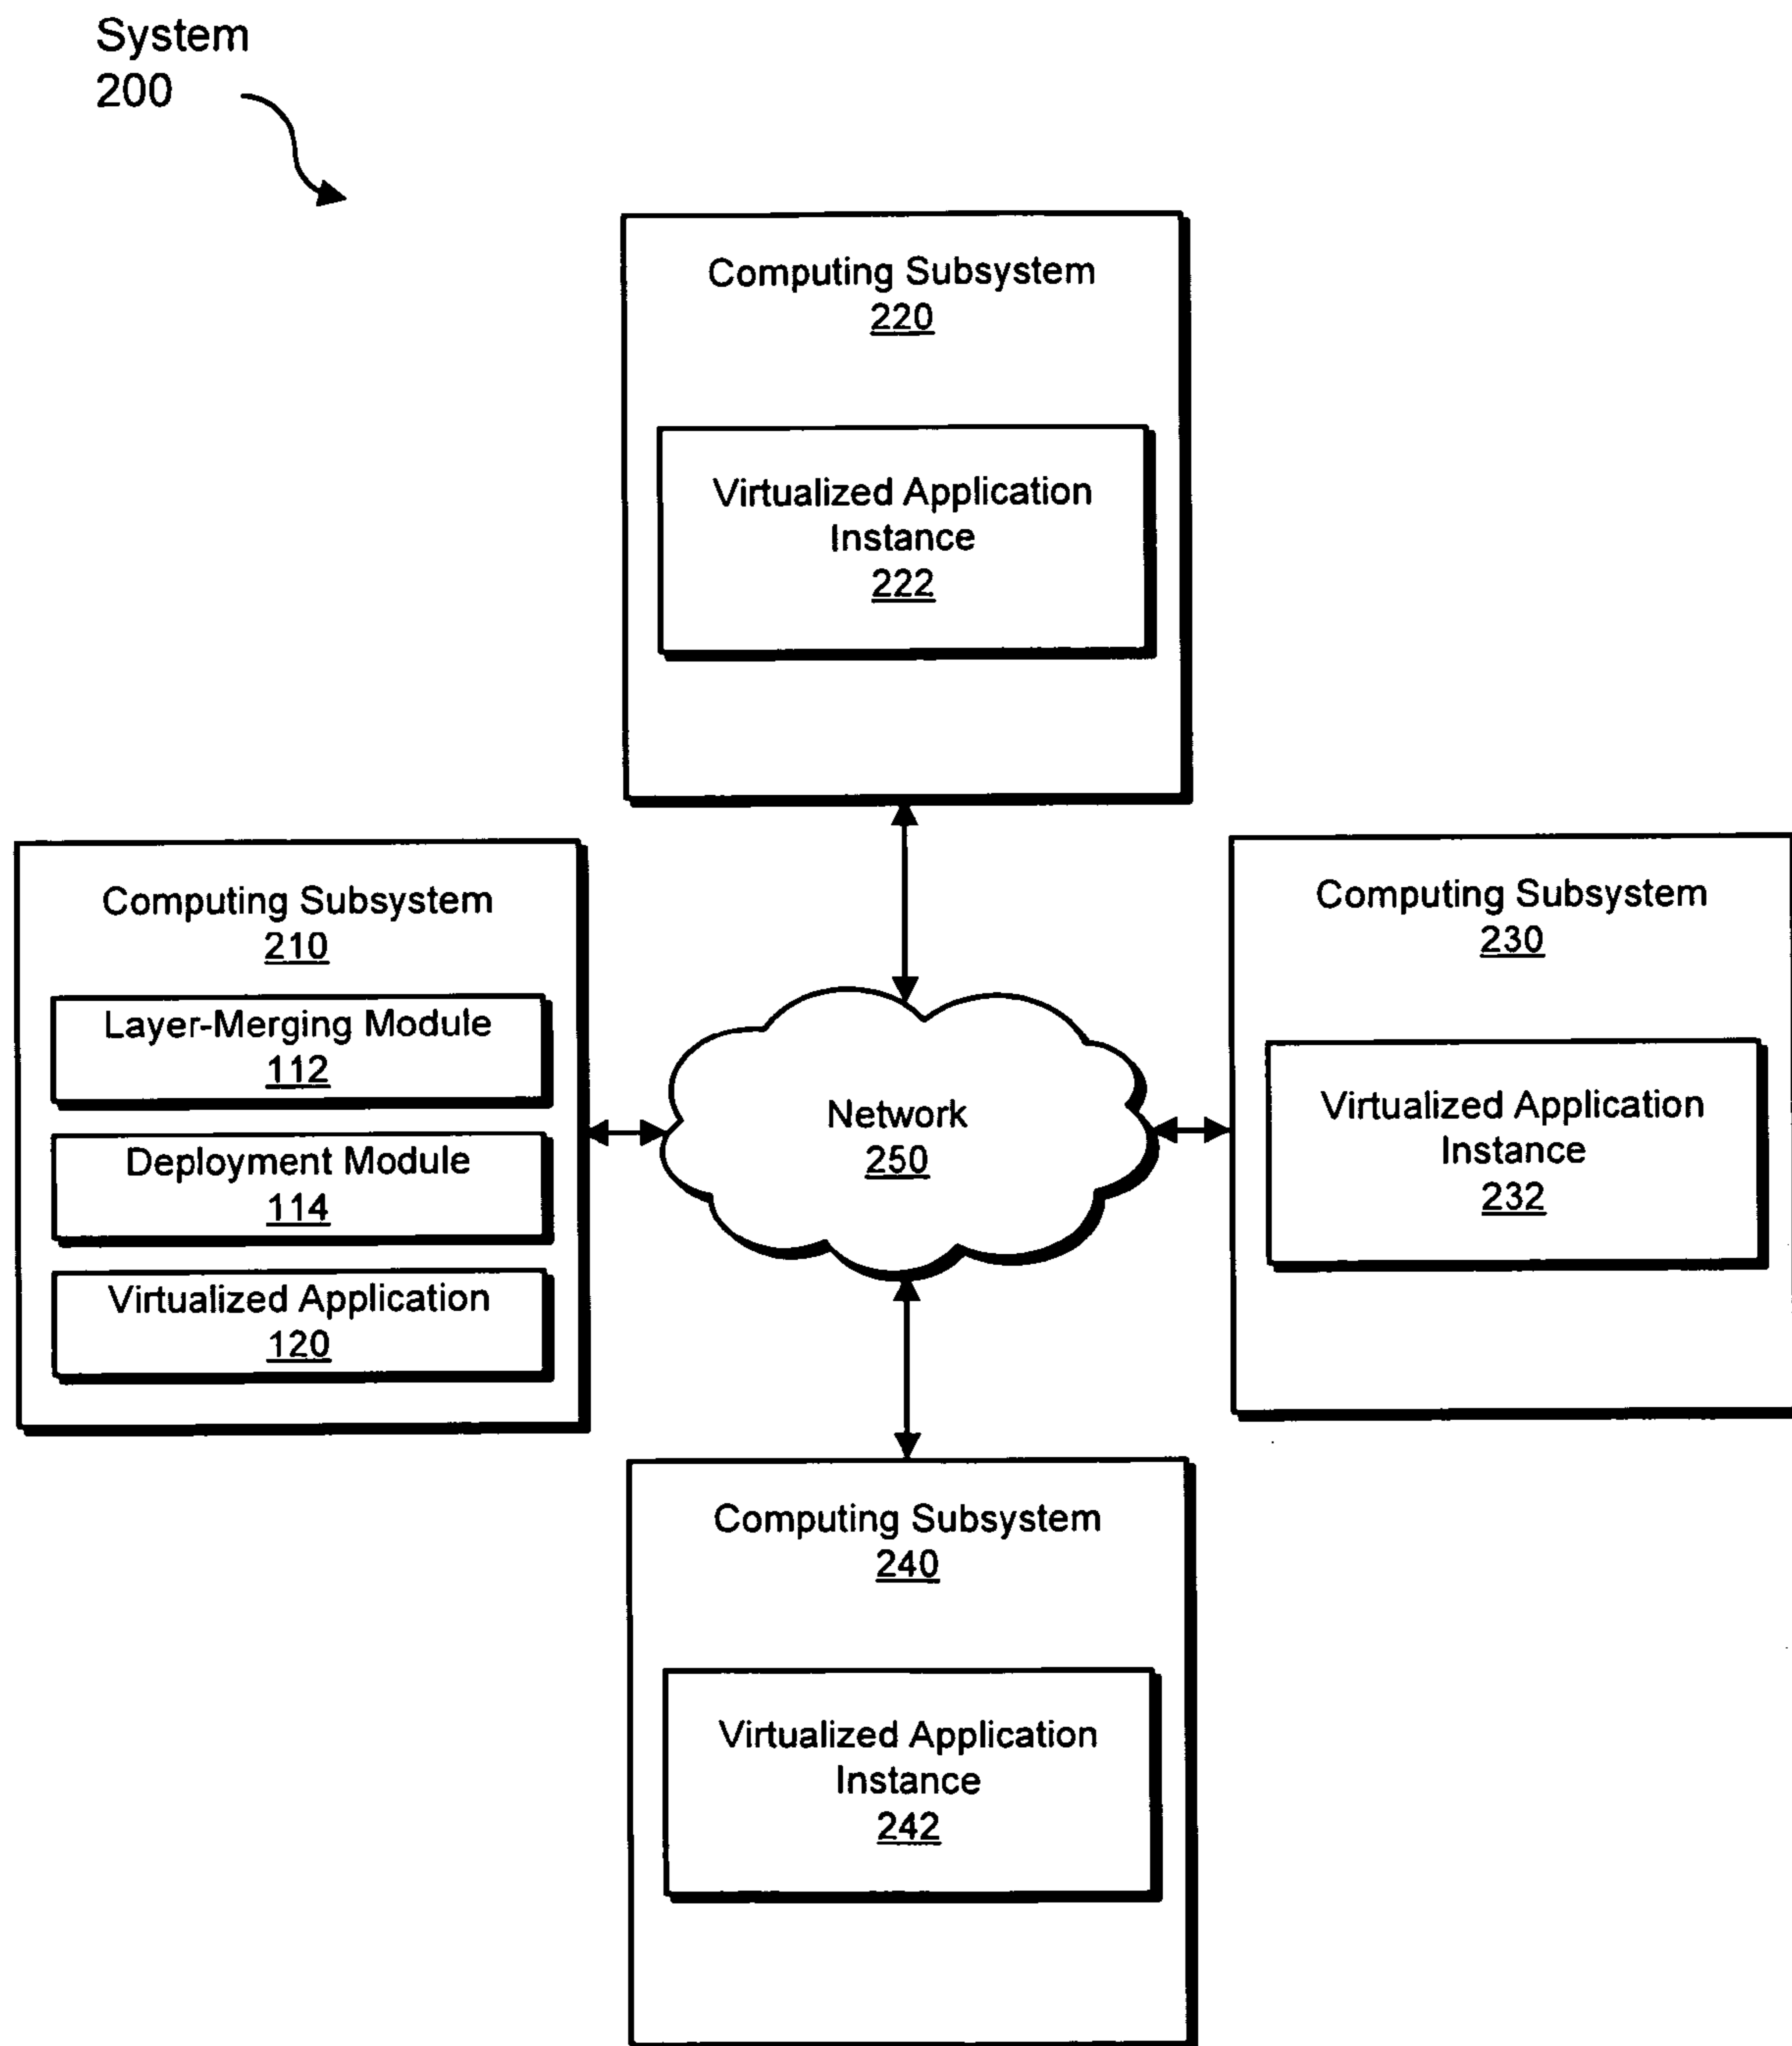 System
200
Computing Subsystem
220
Virtualized Application
Instance
222
Computing Subsystem
210
Layer-Merging Module
112
Deployment Module
114
Virtualized Application
120
Network
250
Computing Subsystem
230
Virtualized Application
Instance
232
Computing Subsystem
240
Virtualized Application
Instance
242